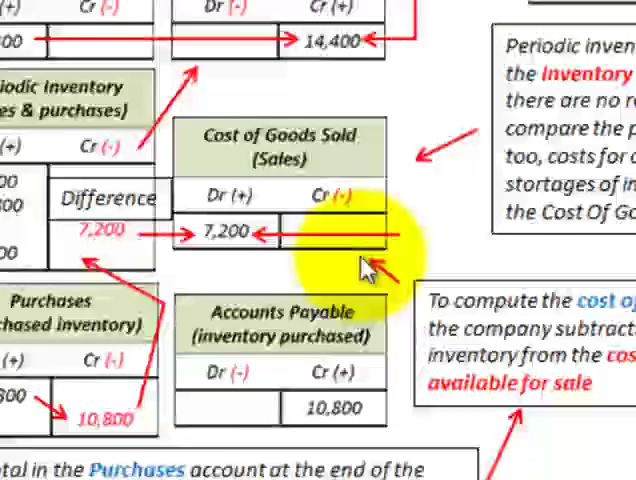 Cr (-)
Dr (-)
Cr (+)
14,400
Periodic inven
the Inventory
there are no r
compare the p
too, costs for
stortages of in
the Cost Of Go
iodic Inventory
es & purchases)
(+)
Cr (-)
Difference
7,200
Cost of Goods Sold
(Sales)
Dr (+)
Cr (-)
7,200
Purchases
chased inventory)
(+)
Cr (-)
10,800
Accounts Payable
(inventory purchased)
Dr (-)
Cr (+)
10,800
To compute the cost o
the company subtract
inventory from the cos
available for sale
tal in the Purchases account at the end of the